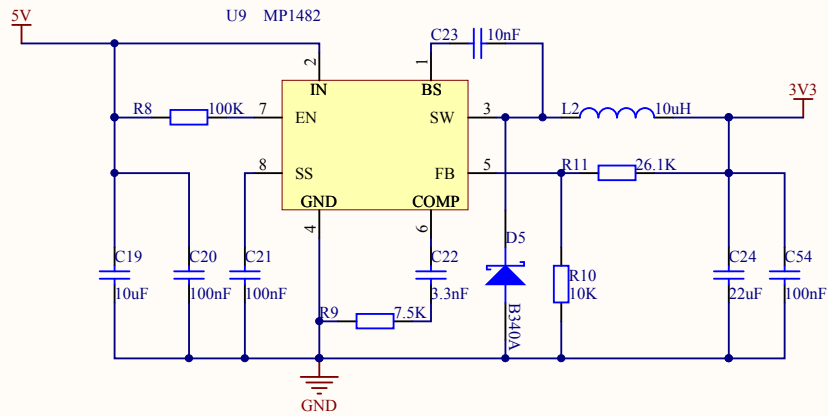 5V
U9 MP1482
C23
10nF
2
1
IN
BS
3V3
R8
100K
7
EN
SW
3
L2
10uH
8
SS
FB
5
R11
26.1K
GND
COMP
4
6
D5
C19
C20
C21
C22
C24
C54
10uF
100nF
100nF
3.3nF
R10
10K
22uF
100nF
R9
7.5K
B340A
GND